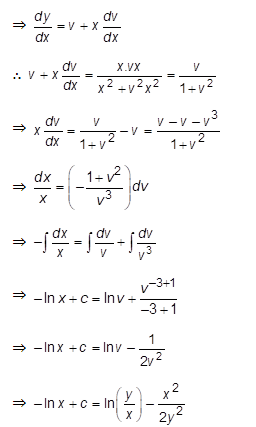 ⇒ dy/dx = v + x dv/dx
∴ v + x dv/dx = x.vx/(x² + v²x²) = v/(1+v²)
⇒ x dv/dx = v/(1+v²) − v = (v − v − v³)/(1+v²)
⇒ dx/x = (−(1+v²)/v³) dv
⇒ −∫dx/x = ∫dv/v + ∫dv/v³
⇒ −ln x + c = ln v + v⁻³⁺¹/(−3+1)
⇒ −ln x + c = ln v − 1/(2v²)
⇒ −ln x + c = ln(y/x) − x²/(2y²)